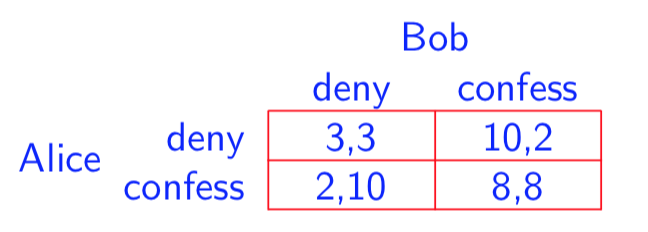 Bob
deny confess
Alice
deny 3,3 10,2
confess 2,10 8,8